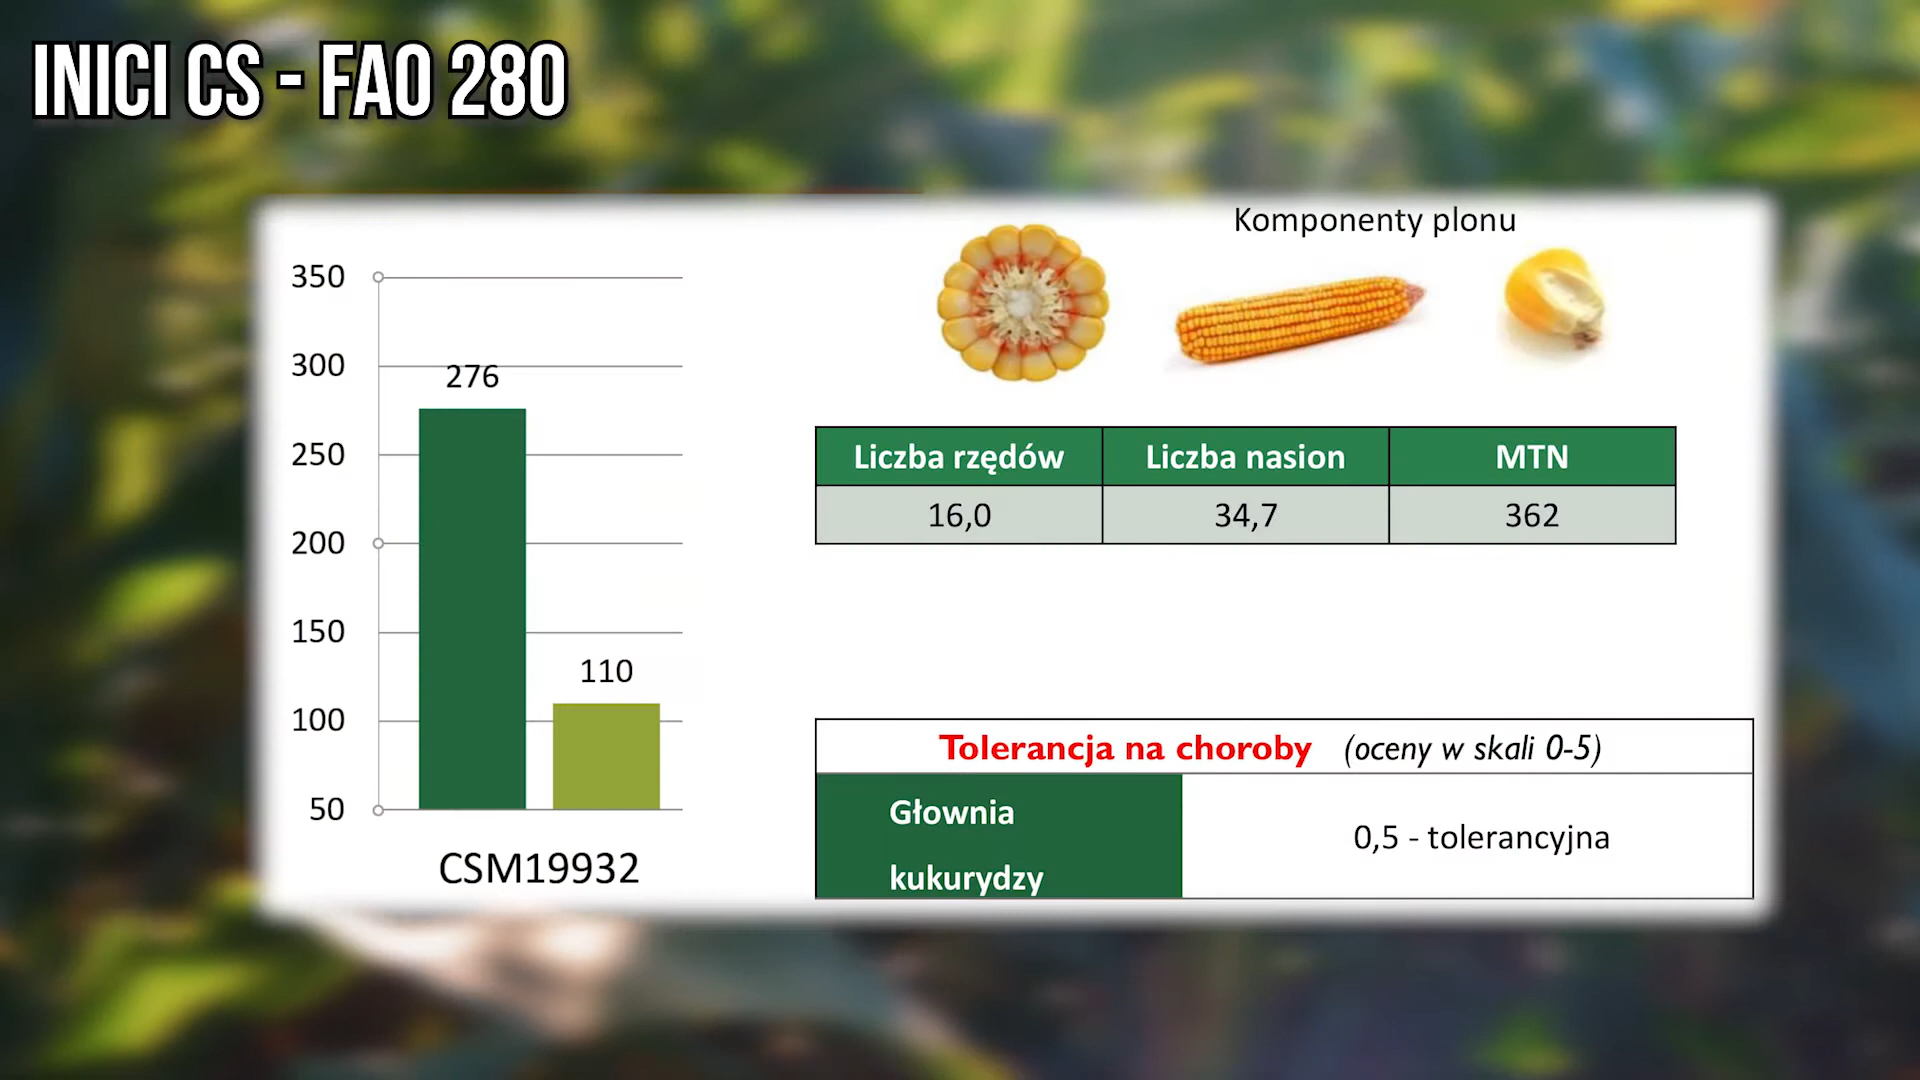 INICI CS - FAO 280
Komponenty plonu
350
300
250
200
150
100
50
276
110
CSM19932
Liczba rzędów Liczba nasion MTN
16,0 34,7 362
Tolerancja na choroby (oceny w skali 0-5)
Głownia
kukurydzy
0,5 - tolerancyjna